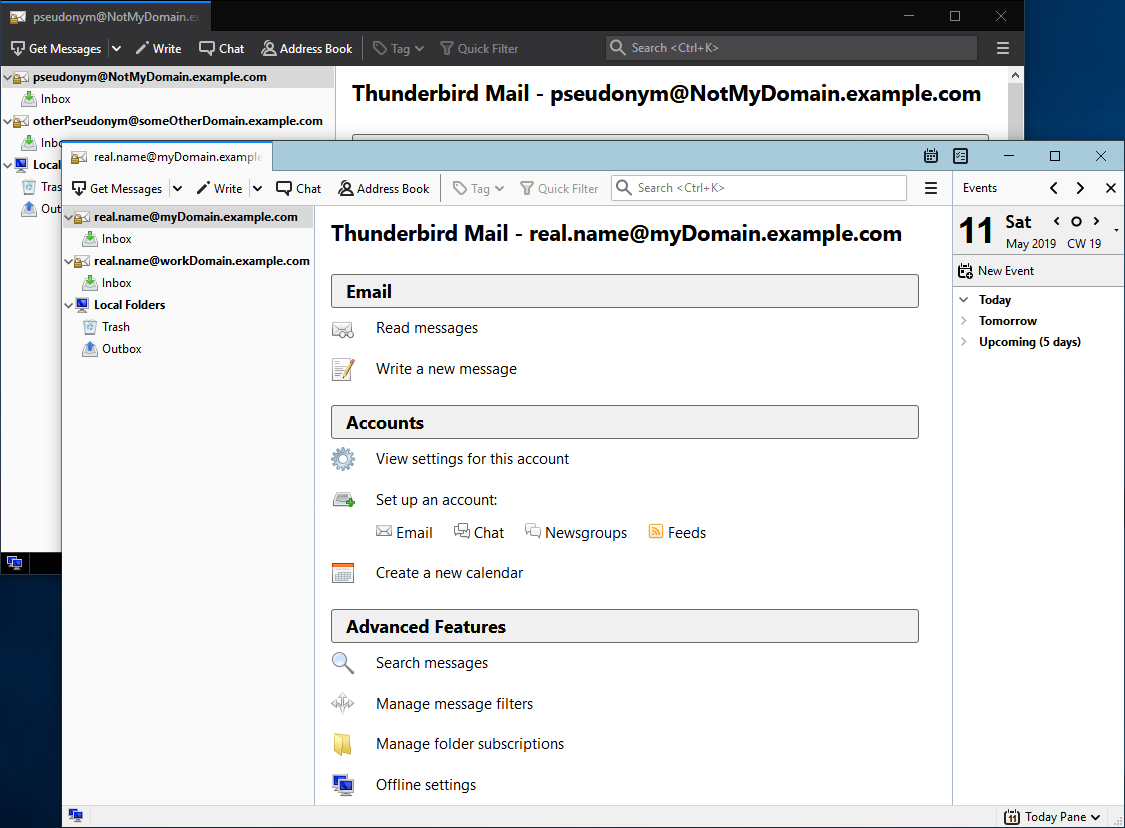 pseudonym@NotMyDomain.ex
Get Messages Write Chat Address Book Tag Quick Filter Search <Ctrl+K>
pseudonym@NotMyDomain.example.com
Inbox
otherPseudonym@someOtherDomain.example.com
Inbo
Local
Tras
Out
Thunderbird Mail - pseudonym@NotMyDomain.example.com
real.name@myDomain.example
Get Messages Write Chat Address Book Tag Quick Filter Search <Ctrl+K>
real.name@myDomain.example.com
Inbox
real.name@workDomain.example.com
Inbox
Local Folders
Trash
Outbox
Thunderbird Mail - real.name@myDomain.example.com
Email
Read messages
Write a new message
Accounts
View settings for this account
Set up an account:
Email Chat Newsgroups Feeds
Create a new calendar
Advanced Features
Search messages
Manage message filters
Manage folder subscriptions
Offline settings
Events
11 Sat
May 2019 CW 19
New Event
Today
Tomorrow
Upcoming (5 days)
11 Today Pane